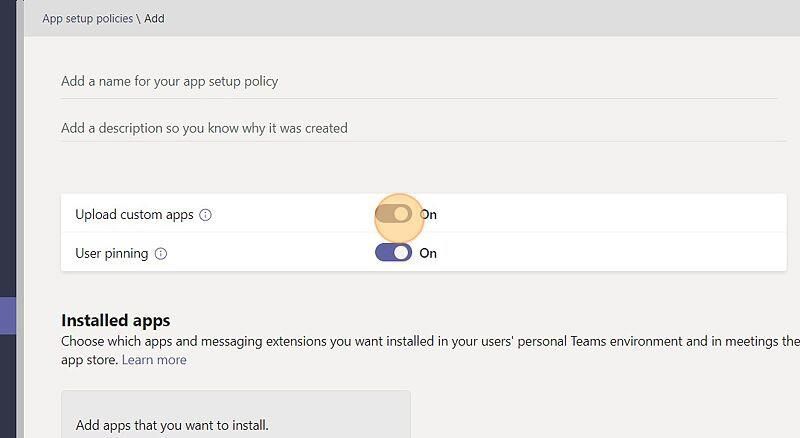 App setup policies \ Add
Add a name for your app setup policy
Add a description so you know why it was created
Upload custom apps On
User pinning On
Installed apps
Choose which apps and messaging extensions you want installed in your users' personal Teams environment and in meetings the
app store. Learn more
Add apps that you want to install.